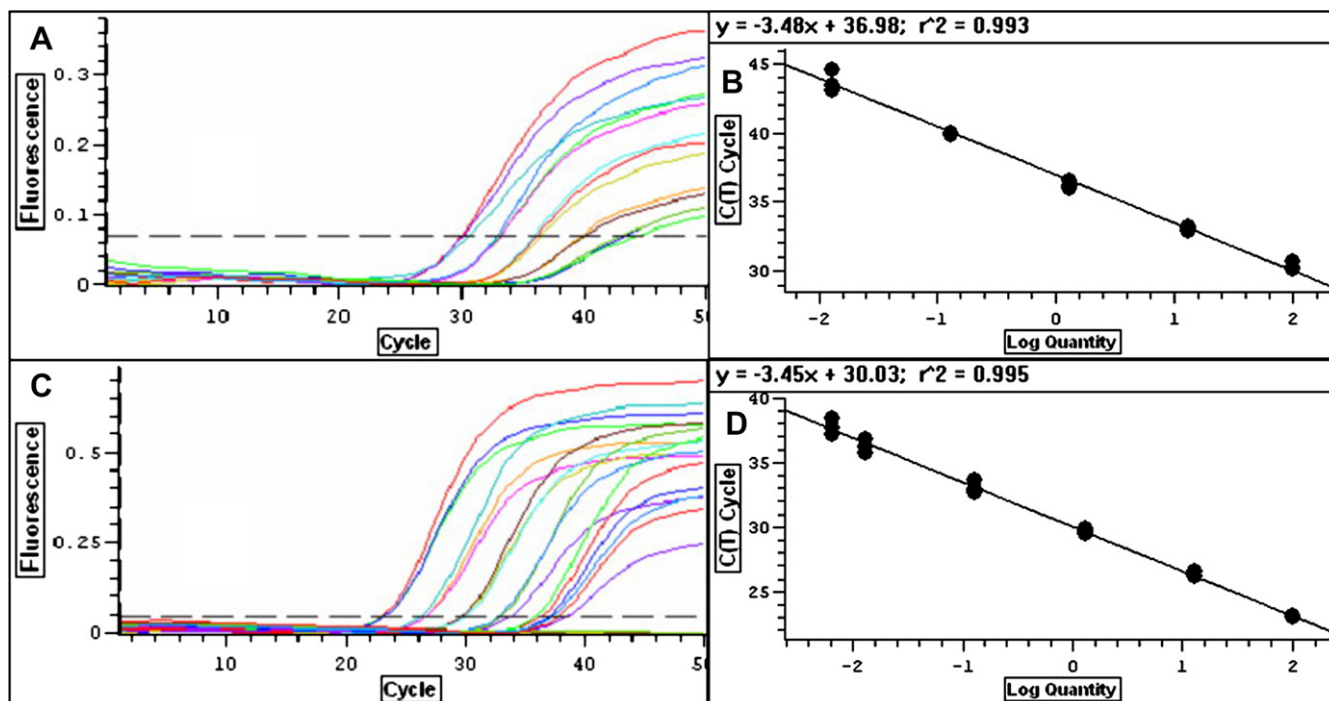 A
Fluorescence
0.3
0.2
0.1
0
10 20 30 40 50
Cycle
y = -3.48x + 36.98; r^2 = 0.993
B
C(T) Cycle
45
40
35
30
-2 -1 0 1 2
Log Quantity
C
Fluorescence
0.5
0.25
0
10 20 30 40 50
Cycle
y = -3.45x + 30.03; r^2 = 0.995
D
C(T) Cycle
40
35
30
25
-2 -1 0 1 2
Log Quantity